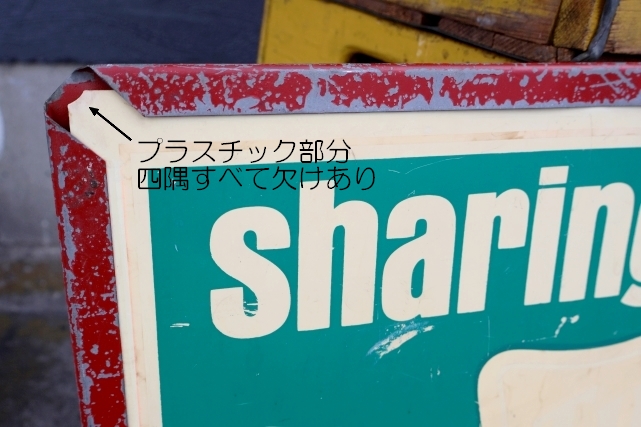 プラスチック部分
四隅すべて欠けあり
sharing